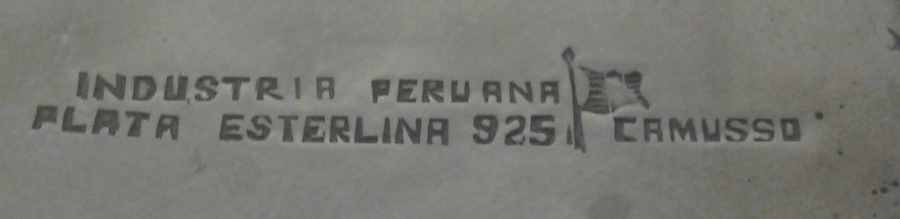 INDUSTRIA PERUANA
PLATA ESTERLINA 925 CAMUSSO